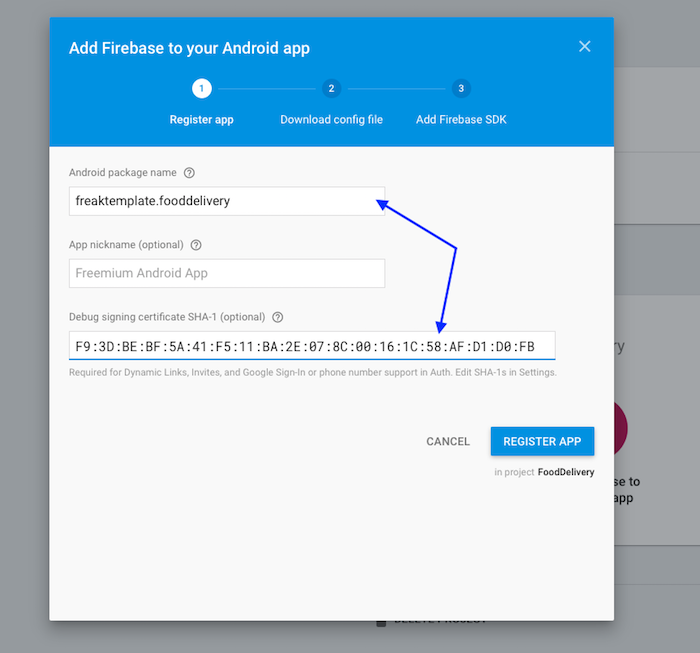 Add Firebase to your Android app
1 2 3
Register app Download config file Add Firebase SDK
Android package name ?
freaktemplate.fooddelivery
App nickname (optional) ?
Freemium Android App
Debug signing certificate SHA-1 (optional) ?
F9:3D:BE:BF:5A:41:F5:11:BA:2E:07:8C:00:16:1C:58:AF:D1:D0:FB
Required for Dynamic Links, Invites, and Google Sign-In or phone number support in Auth. Edit SHA-1s in Settings.
CANCEL REGISTER APP
in project FoodDelivery
se to
app
DELETE PROJECT